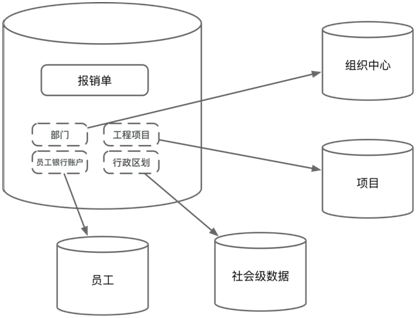 报销单
组织中心
部门
工程项目
员工银行账户
行政区划
项目
员工
社会级数据